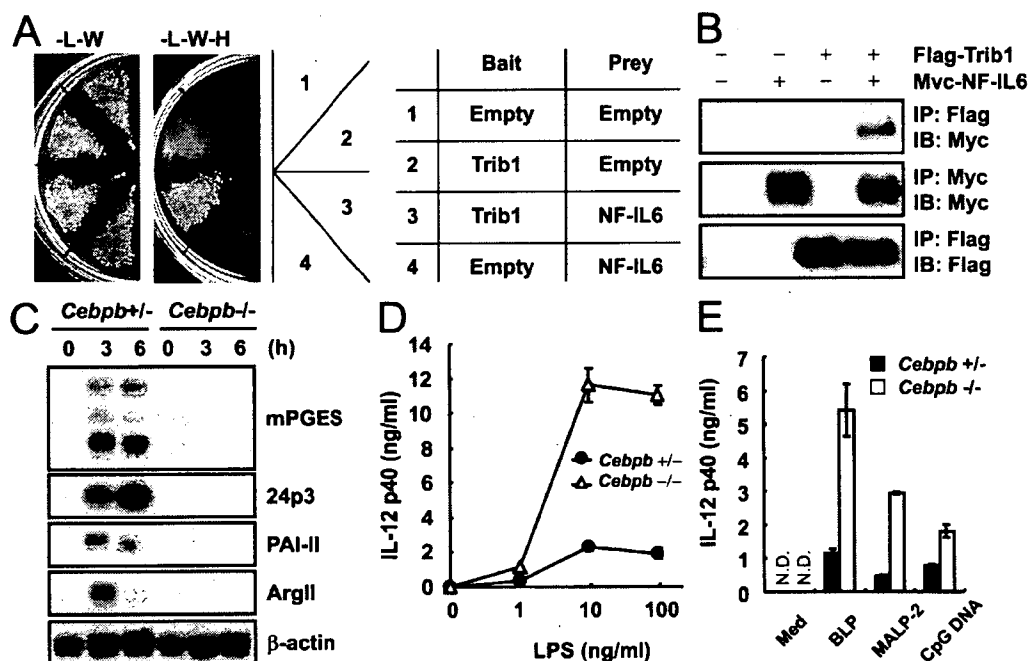 A
-L-W
-L-W-H
1
2
3
4
Bait Prey
1 Empty Empty
2 Trib1 Empty
3 Trib1 NF-IL6
4 Empty NF-IL6
B
− − + + Flag-Trib1
− + − + Mvc-NF-IL6
IP: Flag
IB: Myc
IP: Myc
IB: Myc
IP: Flag
IB: Flag
C
Cebpb+/- Cebpb-/-
0 3 6 0 3 6 (h)
mPGES
24p3
PAI-II
ArgII
β-actin
D
IL-12 p40 (ng/ml)
14
12
10
8
6
4
2
0
Cebpb +/−
Cebpb −/−
0 1 10 100
LPS (ng/ml)
E
IL-12 p40 (ng/ml)
7
6
5
4
3
2
1
0
Cebpb +/-
Cebpb -/-
N.D.
N.D.
Med
BLP
MALP-2
CpG DNA